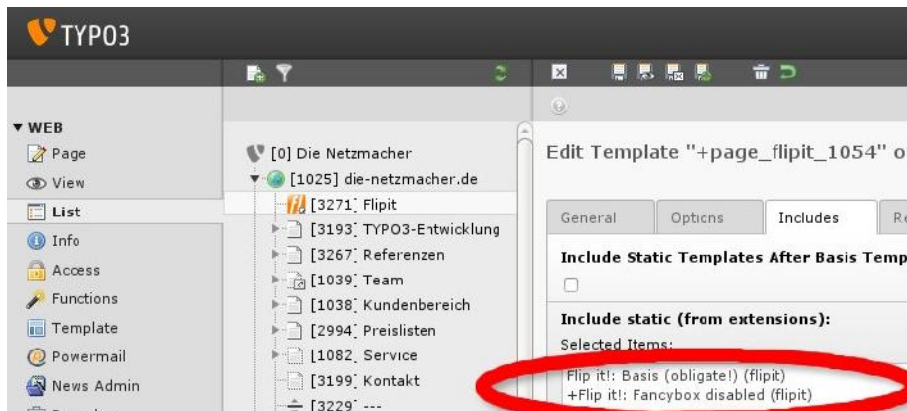 TYPO3
WEB
Page
View
List
Info
Access
Functions
Template
Powermail
News Admin
[0] Die Netzmacher
[1025] die-netzmacher.de
[3271] Flipit
[3193] TYPO3-Entwicklung
[3267] Referenzen
[1039] Team
[1038] Kundenbereich
[2994] Preislisten
[1082] Service
[3199] Kontakt
[3229] ---
Edit Template "+page_flipit_1054" o
General Options Includes Re
Include Static Templates After Basis Temp
Include static (from extensions):
Selected Items:
Flip it!: Basis (obligate!) (flipit)
+Flip it!: Fancybox disabled (flipit)